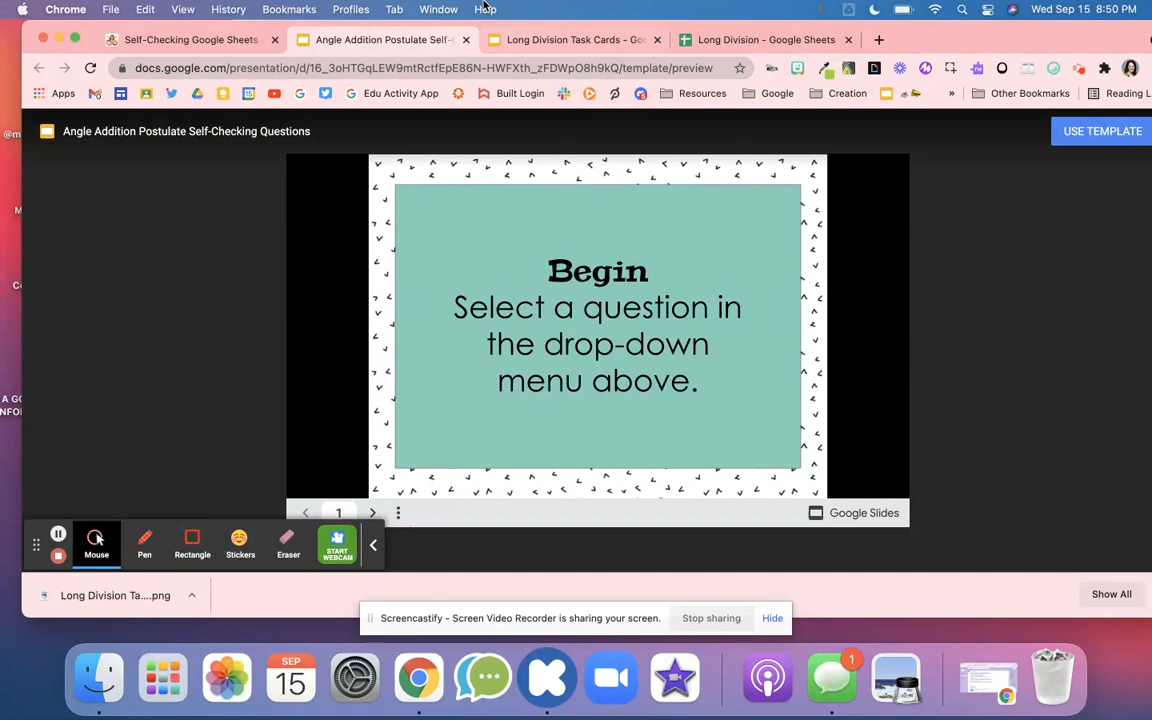 Chrome File Edit View History Bookmarks Profiles Tab Window Help Wed Sep 15 8:50 PM
Self-Checking Google Sheets - Angle Addition Postulate Self- Long Division Task Cards - Goo Long Division - Google Sheets
docs.google.com/presentation/d/16_3oHTGqLEW9mtRctfEpE86N-HWFXth_zFDWpO8h9kQ/template/preview
Apps Edu Activity App Built Login Resources Google Creation » Other Bookmarks Reading L
@m
Angle Addition Postulate Self-Checking Questions USE TEMPLATE
Begin
Select a question in
the drop-down
menu above.
M
Co
A GO
NFOR
1 Google Slides
Mouse Pen Rectangle Stickers Eraser START
WEBCAM
Long Division Ta....png Show All
Screencastify - Screen Video Recorder is sharing your screen. Stop sharing Hide
SEP
15
1